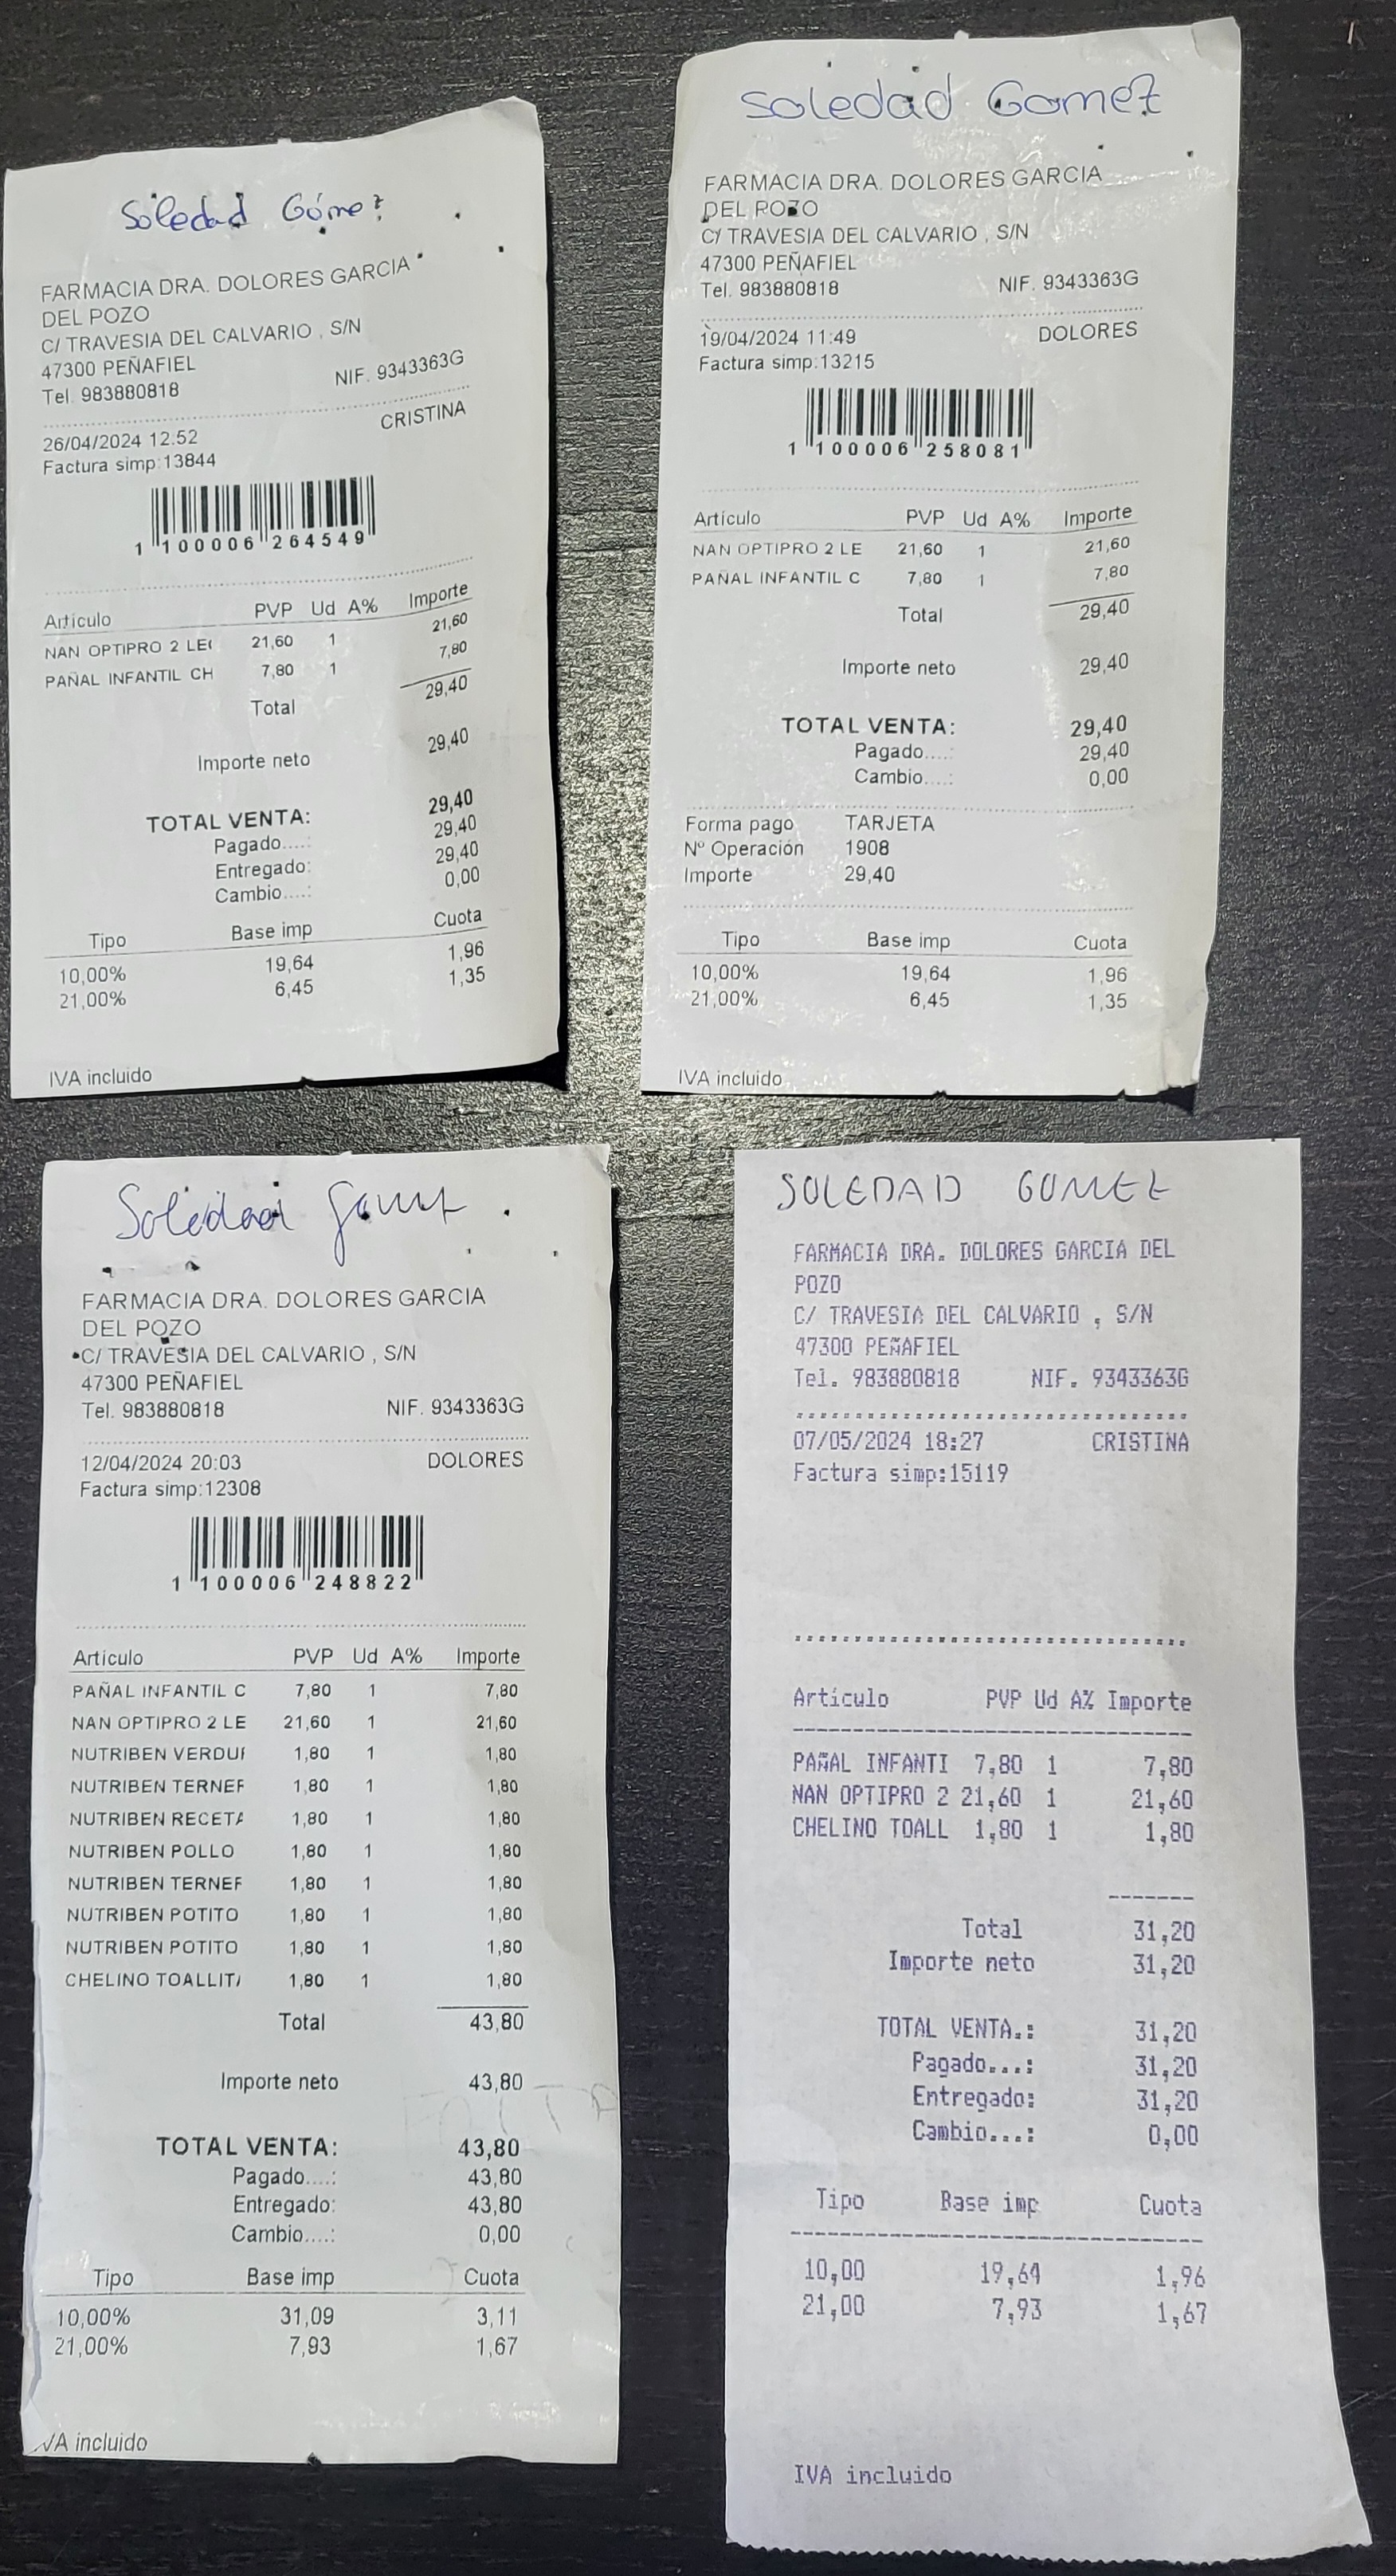 Soledad Gómez
FARMACIA DRA. DOLORES GARCIA
DEL POZO
C/ TRAVESIA DEL CALVARIO , S/N
47300 PEÑAFIEL
Tel. 983880818 NIF. 9343363G
CRISTINA
26/04/2024 12:52
Factura simp:13844
1 100006 264549
Artículo PVP Ud A% Importe
NAN OPTIPRO 2 LE 21,60 1 21,60
PAÑAL INFANTIL CH 7,80 1 7,80
Total 29,40
Importe neto 29,40
TOTAL VENTA: 29,40
Pagado....: 29,40
Entregado: 29,40
Cambio....: 0,00
Tipo Base imp Cuota
10,00% 19,64 1,96
21,00% 6,45 1,35
IVA incluido
Soledad Gomez
FARMACIA DRA. DOLORES GARCIA
DEL POZO
C/ TRAVESIA DEL CALVARIO , S/N
47300 PEÑAFIEL
Tel. 983880818 NIF. 9343363G
19/04/2024 11:49 DOLORES
Factura simp:13215
1 100006 258081
Artículo PVP Ud A% Importe
NAN OPTIPRO 2 LE 21,60 1 21,60
PAÑAL INFANTIL C 7,80 1 7,80
Total 29,40
Importe neto 29,40
TOTAL VENTA: 29,40
Pagado....: 29,40
Cambio....: 0,00
Forma pago TARJETA
Nº Operación 1908
Importe 29,40
Tipo Base imp Cuota
10,00% 19,64 1,96
21,00% 6,45 1,35
IVA incluido
Soledad Gomez
FARMACIA DRA. DOLORES GARCIA
DEL POZO
C/ TRAVESIA DEL CALVARIO , S/N
47300 PEÑAFIEL
Tel. 983880818 NIF. 9343363G
12/04/2024 20:03 DOLORES
Factura simp:12308
1 100006 248822
Artículo PVP Ud A% Importe
PAÑAL INFANTIL C 7,80 1 7,80
NAN OPTIPRO 2 LE 21,60 1 21,60
NUTRIBEN VERDUR 1,80 1 1,80
NUTRIBEN TERNER 1,80 1 1,80
NUTRIBEN RECETA 1,80 1 1,80
NUTRIBEN POLLO 1,80 1 1,80
NUTRIBEN TERNER 1,80 1 1,80
NUTRIBEN POTITO 1,80 1 1,80
NUTRIBEN POTITO 1,80 1 1,80
CHELINO TOALLIT 1,80 1 1,80
Total 43,80
Importe neto 43,80
TOTAL VENTA: 43,80
Pagado....: 43,80
Entregado: 43,80
Cambio....: 0,00
Tipo Base imp Cuota
10,00% 31,09 3,11
21,00% 7,93 1,67
IVA incluido
SOLEDAD GOMEZ
FARMACIA DRA. DOLORES GARCIA DEL
POZO
C/ TRAVESIA DEL CALVARIO , S/N
47300 PEÑAFIEL
Tel. 983880818 NIF. 9343363G
07/05/2024 18:27 CRISTINA
Factura simp:15119
Artículo PVP Ud A% Importe
PAÑAL INFANTI 7,80 1 7,80
NAN OPTIPRO 2 21,60 1 21,60
CHELINO TOALL 1,80 1 1,80
Total 31,20
Importe neto 31,20
TOTAL VENTA.: 31,20
Pagado...: 31,20
Entregado: 31,20
Cambio...: 0,00
Tipo Base imp Cuota
10,00 19,64 1,96
21,00 7,93 1,67
IVA incluido